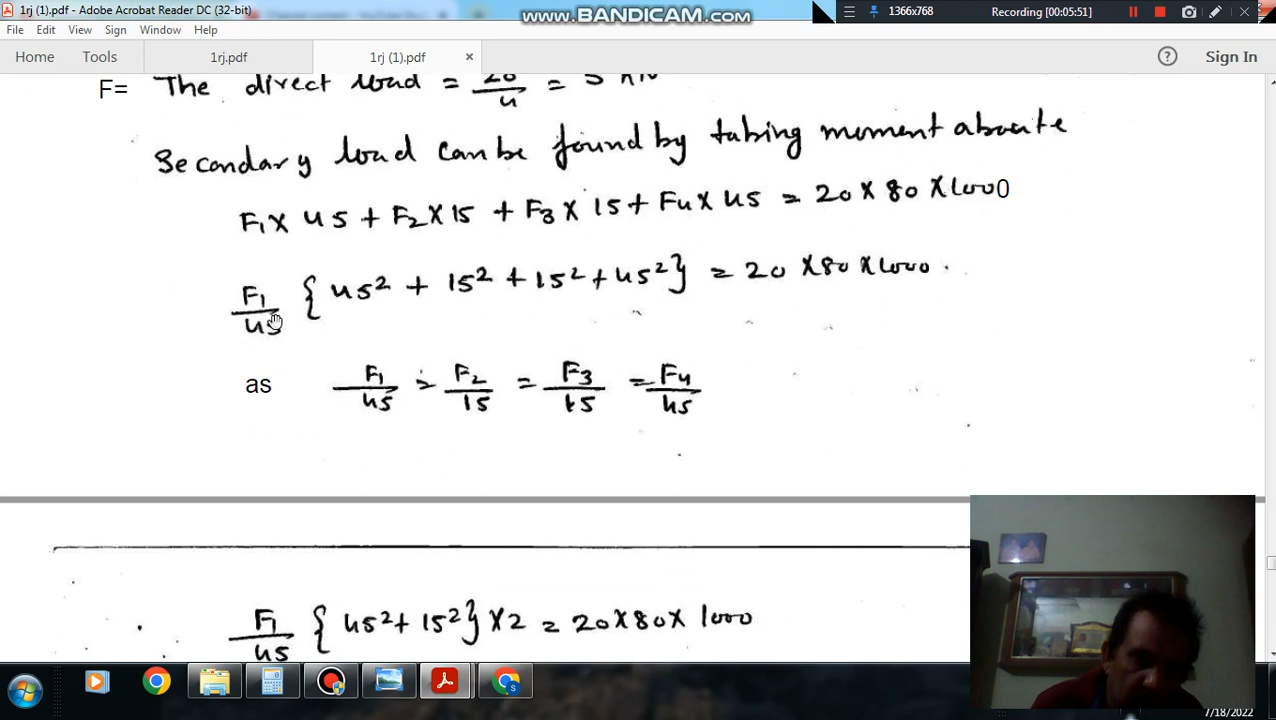 1rj (1).pdf - Adobe Acrobat Reader DC (32-bit)
www.BANDICAM.com
1366x768
Recording [00:05:51]
File Edit View Sign Window Help
Home Tools 1rj.pdf 1rj (1).pdf × Sign In
F= The direct load = 20/4 = 5
Secondary load can be found by taking moment aboute
F1 X 45 + F2 X 15 + F3 X 15 + F4 X 45 = 20 X 80 X 1000
F1/45 { 45² + 15² + 15² + 45² } = 20 X 80 X 1000 .
as F1/45 = F2/15 = F3/15 = F4/45
F1/45 { 45² + 15² } X 2 = 20 X 80 X 1000
7/18/2022